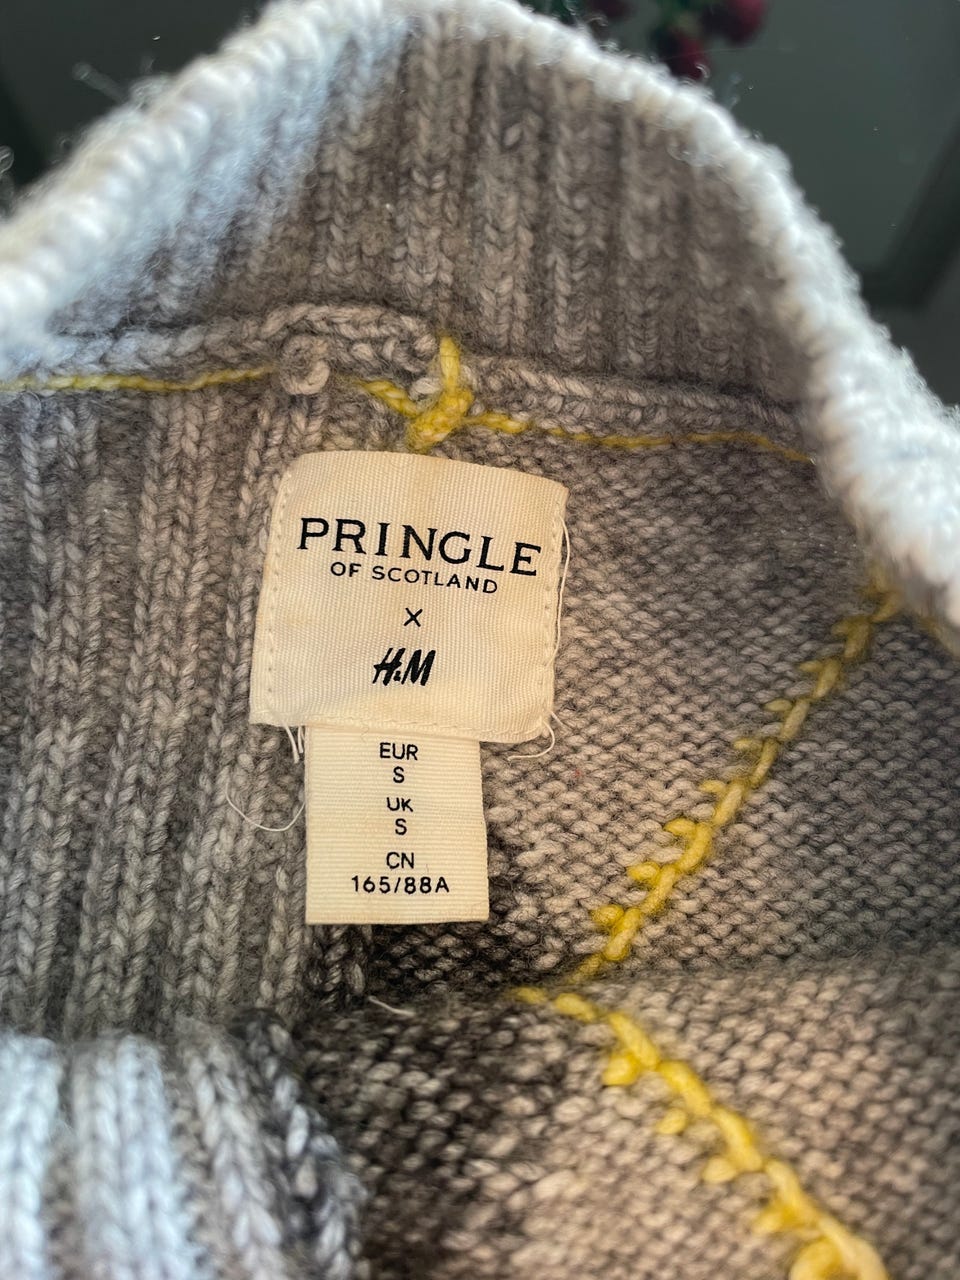 PRINGLE
OF SCOTLAND
X
H&M
EUR
S
UK
S
CN
165/88A